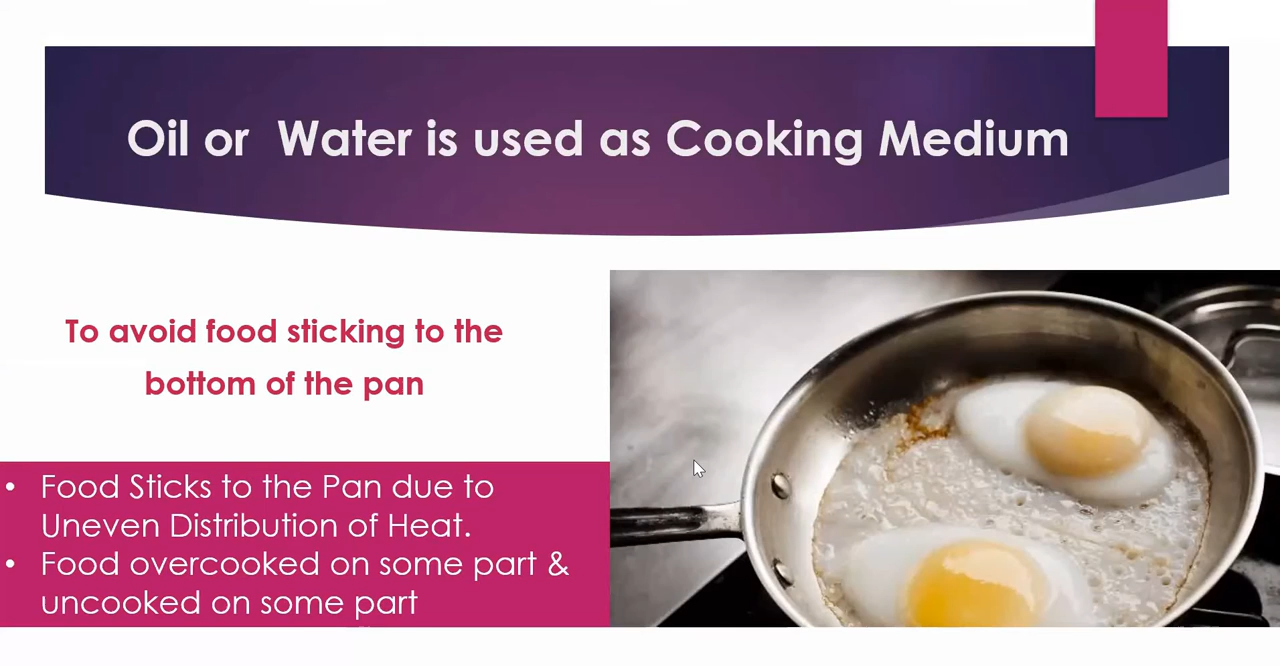 Oil or  Water is used as Cooking Medium
To avoid food sticking to the
bottom of the pan
• Food Sticks to the Pan due to
Uneven Distribution of Heat.
• Food overcooked on some part &
uncooked on some part